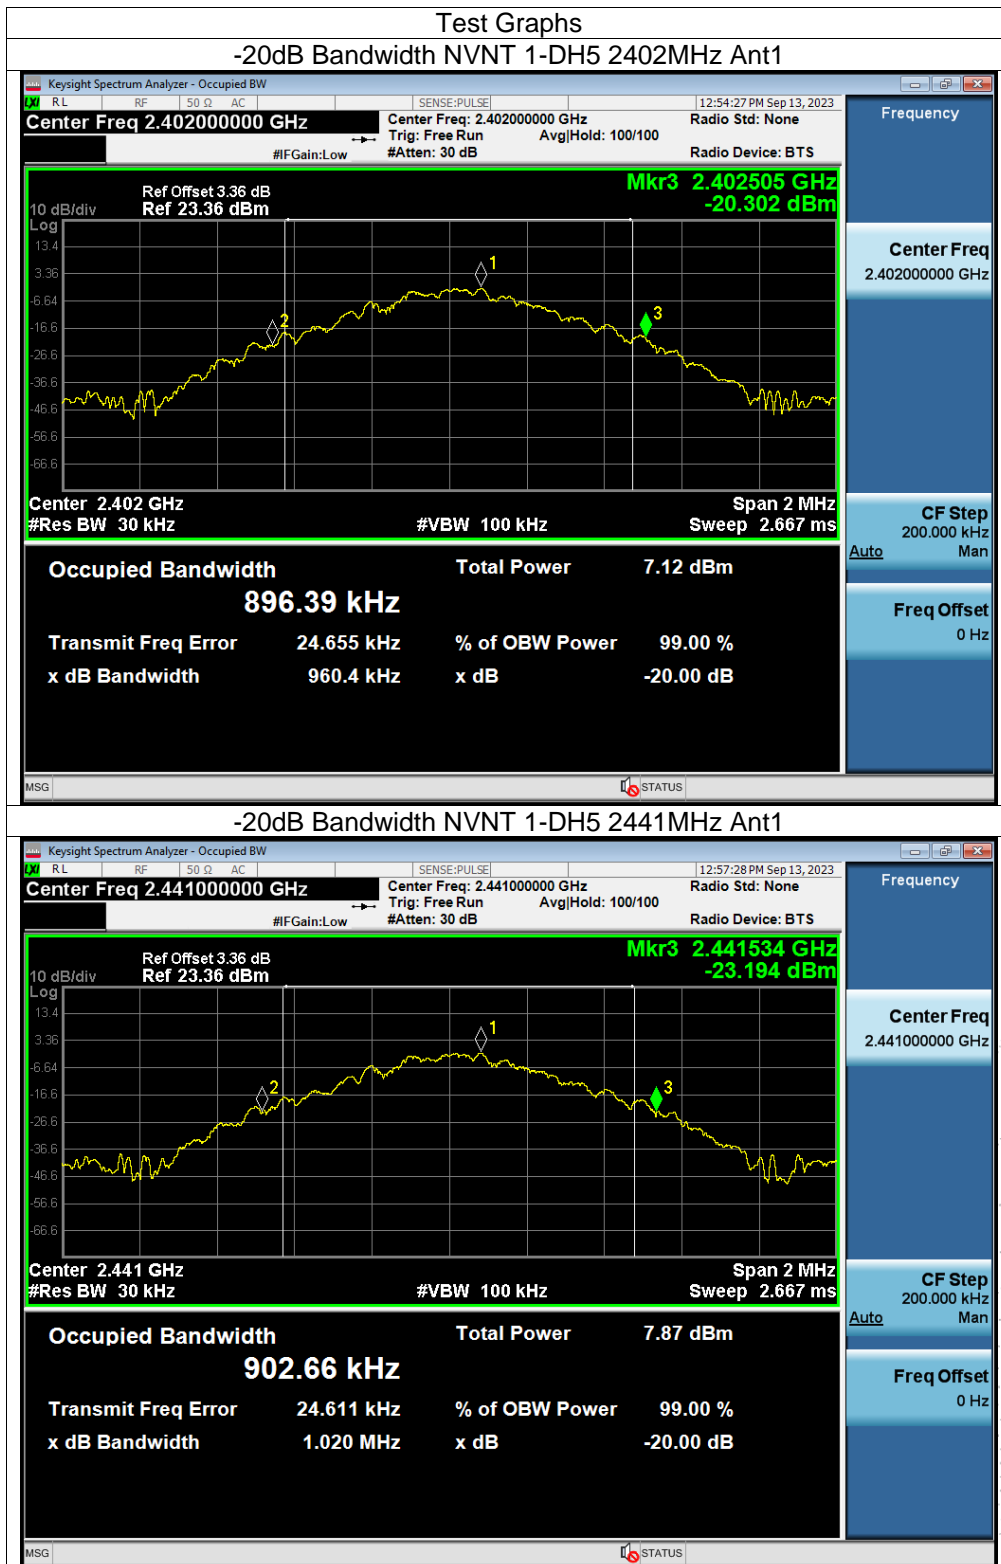 Test Graphs
-20dB Bandwidth NVNT 1-DH5 2402MHz Ant1
Keysight Spectrum Analyzer - Occupied BW
LXI RL RF 50 Ω AC SENSE:PULSE 12:54:27 PM Sep 13, 2023
Center Freq 2.402000000 GHz
Center Freq: 2.402000000 GHz Radio Std: None
Trig: Free Run Avg|Hold: 100/100
#IFGain:Low #Atten: 30 dB Radio Device: BTS
Frequency
Mkr3 2.402505 GHz
-20.302 dBm
Ref Offset 3.36 dB
10 dB/div Ref 23.36 dBm
Log
13.4
3.36
-6.64
-16.6
-26.6
-36.6
-46.6
-56.6
-66.6
1
2
3
Center 2.402 GHz Span 2 MHz
#Res BW 30 kHz #VBW 100 kHz Sweep 2.667 ms
Center Freq
2.402000000 GHz
CF Step
200.000 kHz
Auto Man
Freq Offset
0 Hz
Occupied Bandwidth Total Power 7.12 dBm
896.39 kHz
Transmit Freq Error 24.655 kHz % of OBW Power 99.00 %
x dB Bandwidth 960.4 kHz x dB -20.00 dB
MSG STATUS
-20dB Bandwidth NVNT 1-DH5 2441MHz Ant1
Keysight Spectrum Analyzer - Occupied BW
LXI RL RF 50 Ω AC SENSE:PULSE 12:57:28 PM Sep 13, 2023
Center Freq 2.441000000 GHz
Center Freq: 2.441000000 GHz Radio Std: None
Trig: Free Run Avg|Hold: 100/100
#IFGain:Low #Atten: 30 dB Radio Device: BTS
Frequency
Mkr3 2.441534 GHz
-23.194 dBm
Ref Offset 3.36 dB
10 dB/div Ref 23.36 dBm
Log
13.4
3.36
-6.64
-16.6
-26.6
-36.6
-46.6
-56.6
-66.6
1
2
3
Center 2.441 GHz Span 2 MHz
#Res BW 30 kHz #VBW 100 kHz Sweep 2.667 ms
Center Freq
2.441000000 GHz
CF Step
200.000 kHz
Auto Man
Freq Offset
0 Hz
Occupied Bandwidth Total Power 7.87 dBm
902.66 kHz
Transmit Freq Error 24.611 kHz % of OBW Power 99.00 %
x dB Bandwidth 1.020 MHz x dB -20.00 dB
MSG STATUS